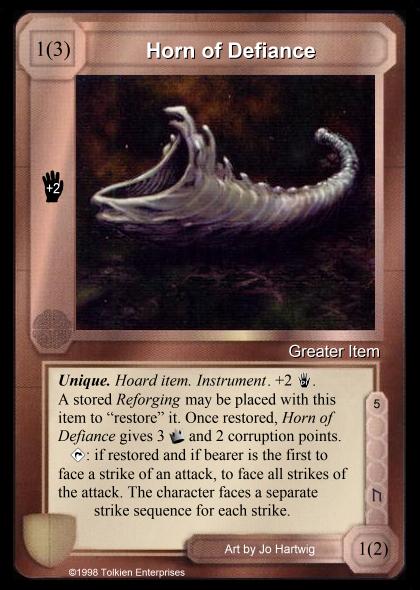 1(3)
Horn of Defiance
+2
Greater Item
Unique. Hoard item. Instrument. +2 .
A stored Reforging may be placed with this
item to “restore” it. Once restored, Horn of
Defiance gives 3 and 2 corruption points.
: if restored and if bearer is the first to
face a strike of an attack, to face all strikes of
the attack. The character faces a separate
strike sequence for each strike.
5
Art by Jo Hartwig
1(2)
©1998 Tolkien Enterprises